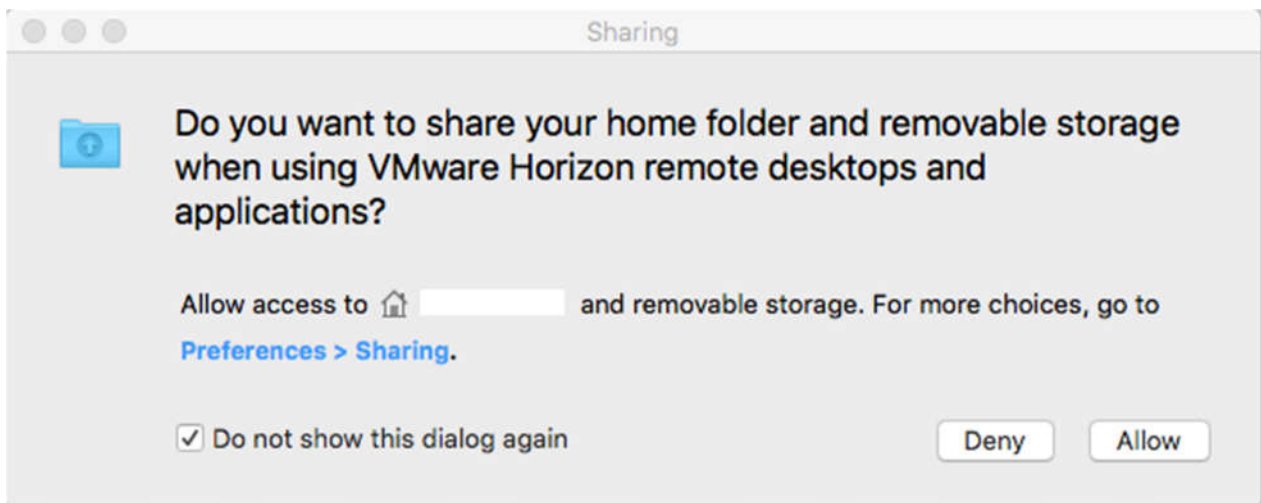 Sharing
Do you want to share your home folder and removable storage
when using VMware Horizon remote desktops and
applications?
Allow access to and removable storage. For more choices, go to
Preferences > Sharing.
Do not show this dialog again
Deny Allow